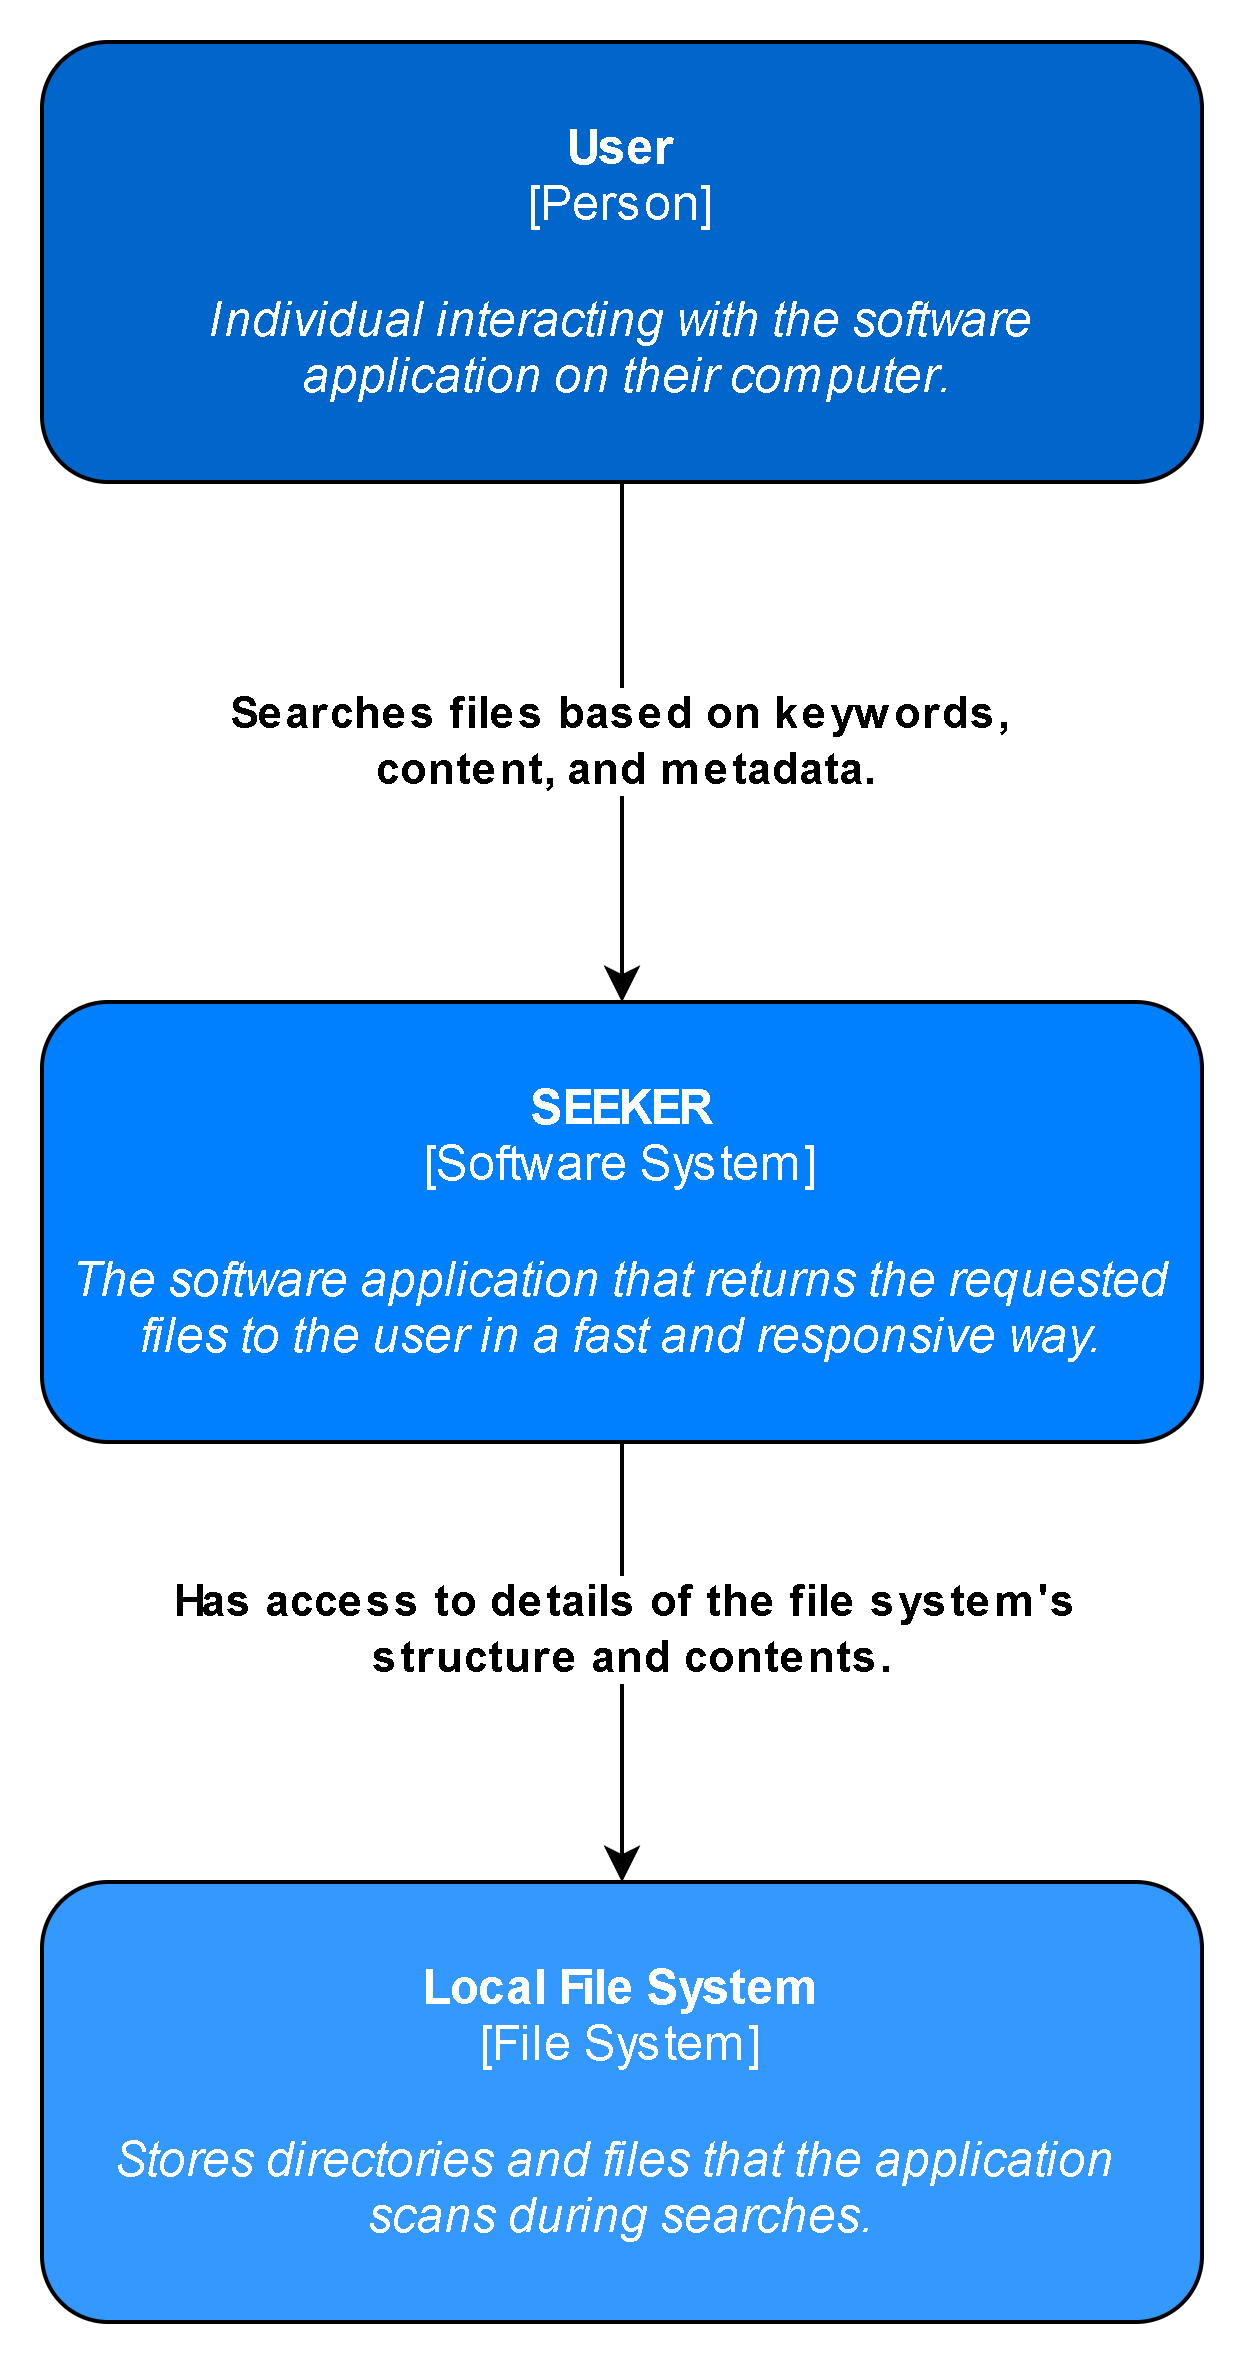 User
[Person]
Individual interacting with the software
application on their computer.
Searches files based on keywords,
content, and metadata.
SEEKER
[Software System]
The software application that returns the requested
files to the user in a fast and responsive way.
Has access to details of the file system's
structure and contents.
Local File System
[File System]
Stores directories and files that the application
scans during searches.